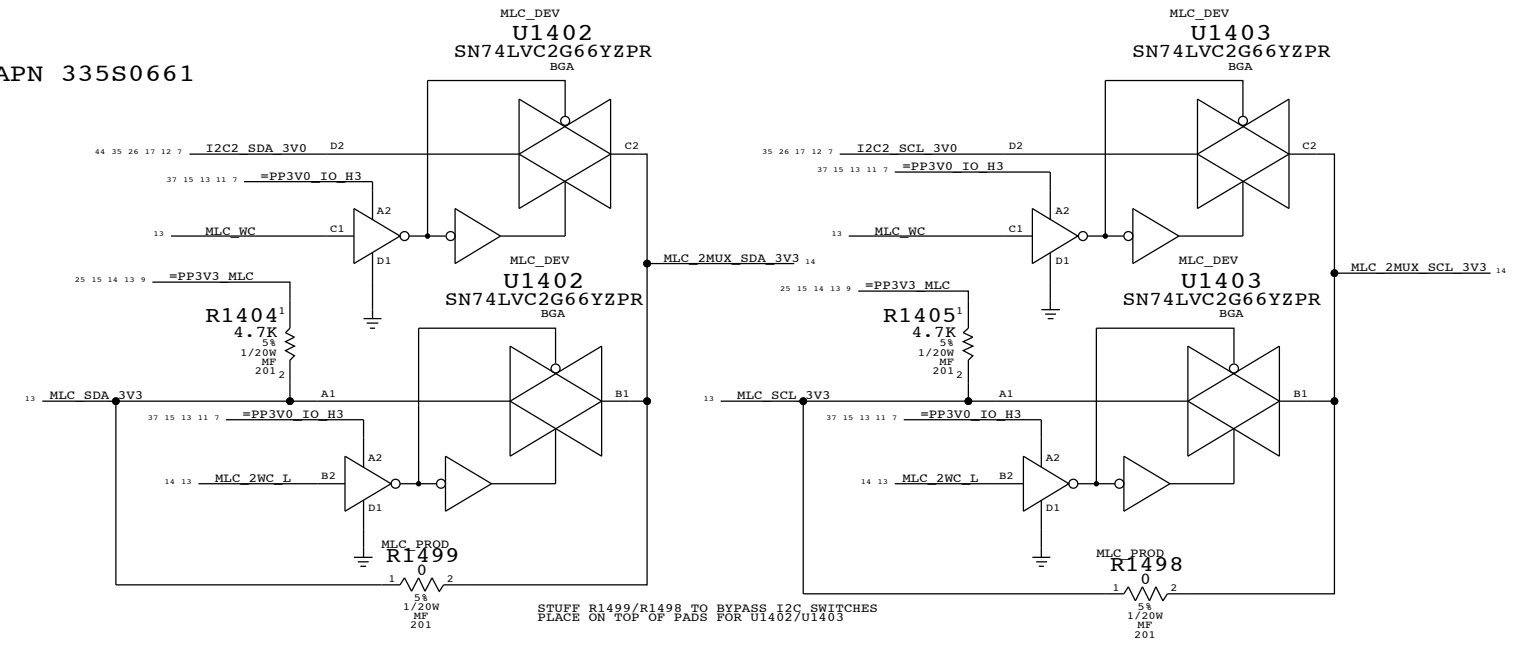 APN 335S0661
MLC_DEV
U1402
SN74LVC2G66YZPR
BGA
44 35 26 17 12 7 I2C2_SDA_3V0 D2 C2
37 15 13 11 7 =PP3V0_IO_H3
A2
13 MLC_WC C1
D1
MLC_2MUX_SDA_3V3 14
25 15 14 13 9 =PP3V3_MLC
MLC_DEV
U1402
SN74LVC2G66YZPR
BGA
R1404 1
4.7K
5%
1/20W
MF
201 2
13 MLC_SDA_3V3 A1 B1
37 15 13 11 7 =PP3V0_IO_H3
A2
14 13 MLC_2WC_L B2
D1
MLC_PROD
R1499
0
1 2
5%
1/20W
MF
201
STUFF R1499/R1498 TO BYPASS I2C SWITCHES
PLACE ON TOP OF PADS FOR U1402/U1403
MLC_DEV
U1403
SN74LVC2G66YZPR
BGA
35 26 17 12 7 I2C2_SCL_3V0 D2 C2
37 15 13 11 7 =PP3V0_IO_H3
A2
13 MLC_WC C1
D1
MLC_2MUX_SCL_3V3 14
25 15 14 13 9 =PP3V3_MLC
MLC_DEV
U1403
SN74LVC2G66YZPR
BGA
R1405 1
4.7K
5%
1/20W
MF
201 2
13 MLC_SCL_3V3 A1 B1
37 15 13 11 7 =PP3V0_IO_H3
A2
14 13 MLC_2WC_L B2
D1
MLC_PROD
R1498
0
1 2
5%
1/20W
MF
201